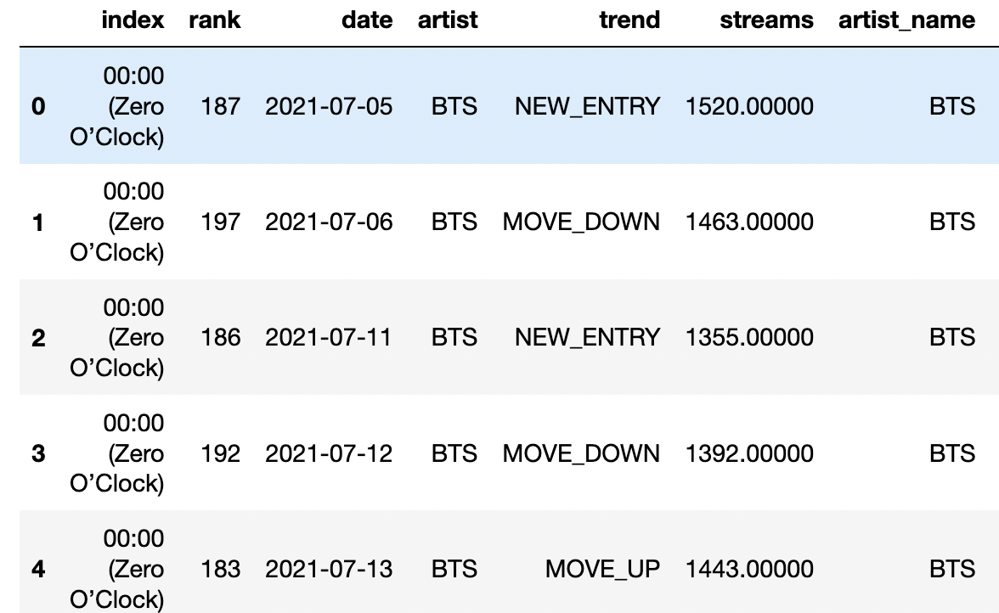 index rank date artist trend streams artist_name
00:00
0 (Zero 187 2021-07-05 BTS NEW_ENTRY 1520.00000 BTS
O’Clock)
00:00
1 (Zero 197 2021-07-06 BTS MOVE_DOWN 1463.00000 BTS
O’Clock)
00:00
2 (Zero 186 2021-07-11 BTS NEW_ENTRY 1355.00000 BTS
O’Clock)
00:00
3 (Zero 192 2021-07-12 BTS MOVE_DOWN 1392.00000 BTS
O’Clock)
00:00
4 (Zero 183 2021-07-13 BTS MOVE_UP 1443.00000 BTS
O’Clock)